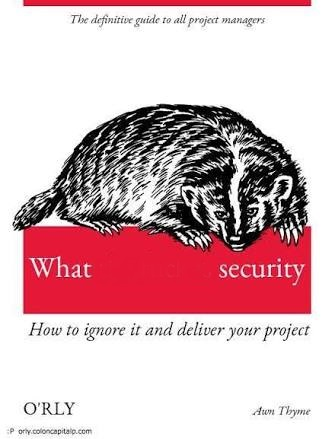 The definitive guide to all project managers
What security
How to ignore it and deliver your project
O'RLY
Awn Thyme
:P orly.coloncapitalp.com